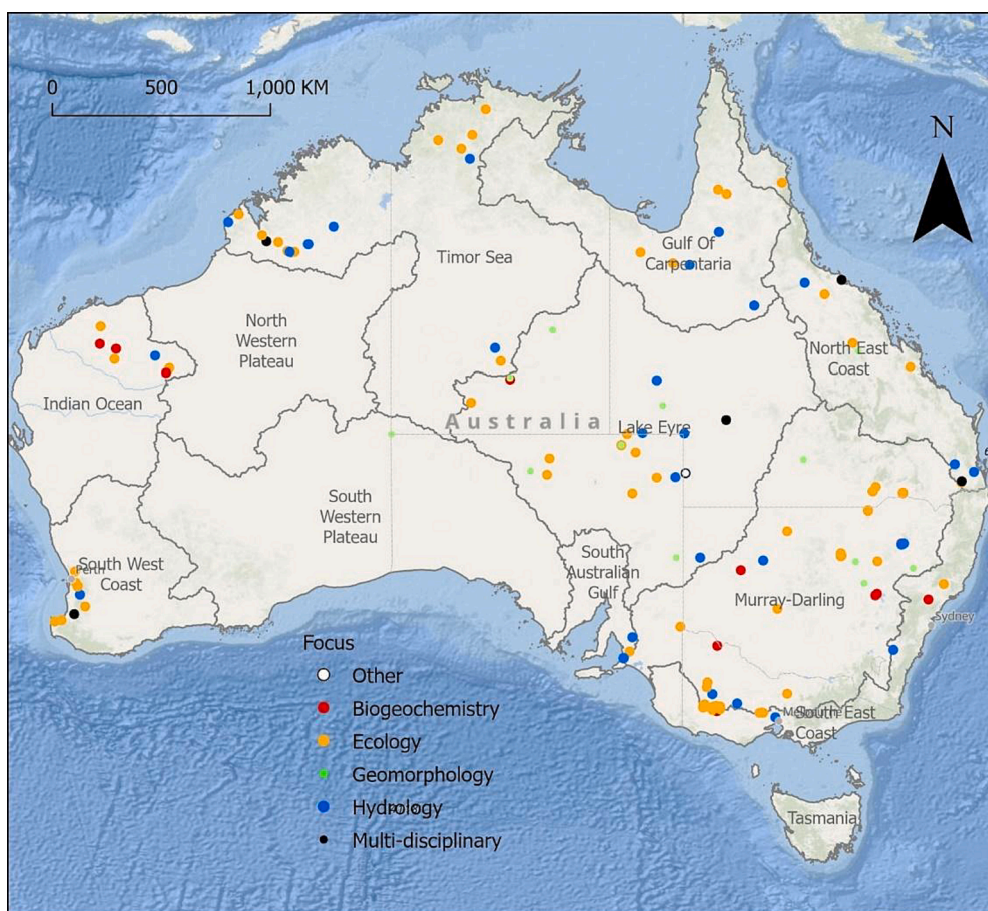 0 500 1,000 KM
N
Timor Sea
Gulf Of
Carpentaria
North
Western
Plateau
North East
Coast
Indian Ocean
Australia
Lake Eyre
South
Western
Plateau
South West
Coast
Perth
South
Australian
Gulf
Murray-Darling
Sydney
Melbourne
South East
Coast
Tasmania
Focus
Other
Biogeochemistry
Ecology
Geomorphology
Hydrology
Multi-disciplinary